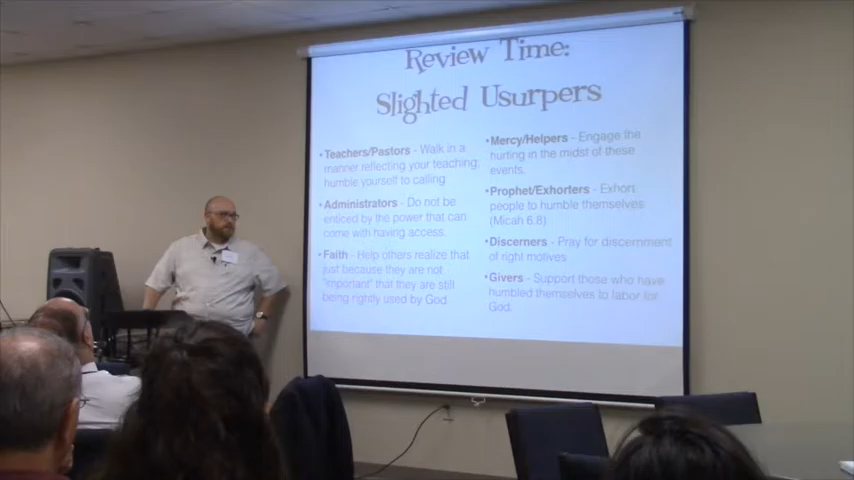 Review Time:
Slighted Usurpers
•Teachers/Pastors - Walk in a
manner reflecting your teaching;
humble yourself to calling.
•Administrators - Do not be
enticed by the power that can
come with having access.
•Faith - Help others realize that
just because they are not
"important" that they are still
being rightly used by God
•Mercy/Helpers - Engage the
hurting in the midst of these
events.
•Prophet/Exhorters - Exhort
people to humble themselves
(Micah 6:8)
•Discerners - Pray for discernment
of right motives
•Givers - Support those who have
humbled themselves to labor for
God.